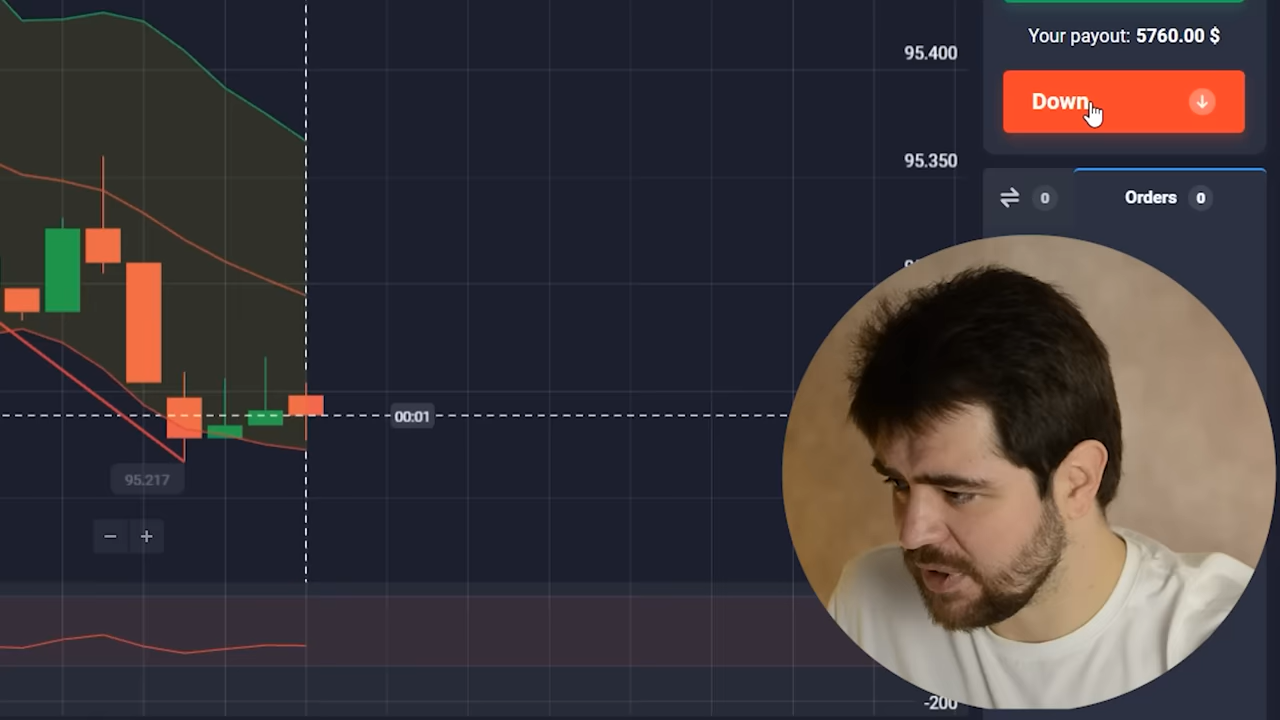 95.400
Your payout: 5760.00 $
Down
95.350
0
Orders 0
00:01
95.217
− +
-200